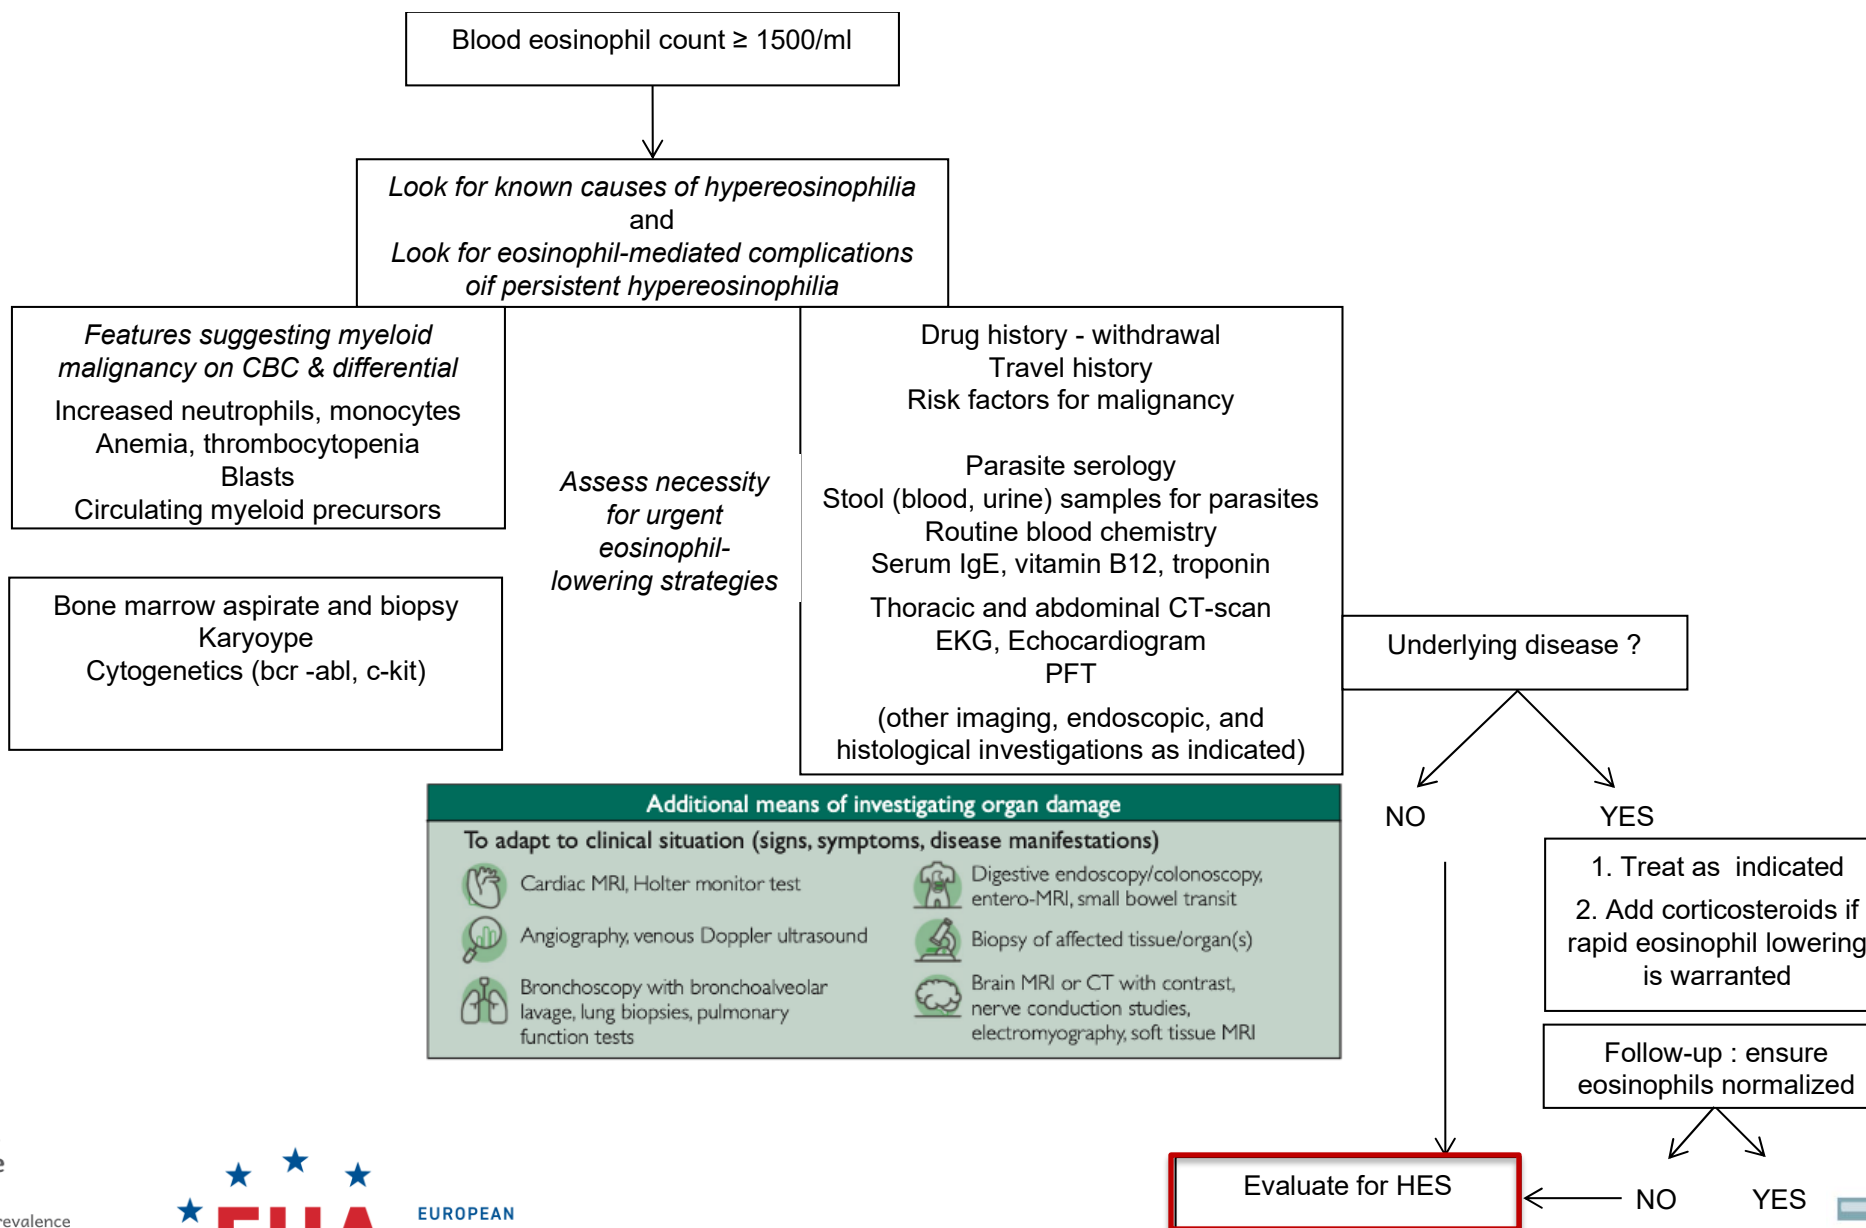 Blood eosinophil count ≥ 1500/ml
Look for known causes of hypereosinophilia
and
Look for eosinophil-mediated complications
oif persistent hypereosinophilia
Features suggesting myeloid
malignancy on CBC & differential
Increased neutrophils, monocytes
Anemia, thrombocytopenia
Blasts
Circulating myeloid precursors
Bone marrow aspirate and biopsy
Karyoype
Cytogenetics (bcr -abl, c-kit)
Assess necessity
for urgent
eosinophil-
lowering strategies
Drug history - withdrawal
Travel history
Risk factors for malignancy
Parasite serology
Stool (blood, urine) samples for parasites
Routine blood chemistry
Serum IgE, vitamin B12, troponin
Thoracic and abdominal CT-scan
EKG, Echocardiogram
PFT
(other imaging, endoscopic, and
histological investigations as indicated)
Underlying disease ?
NO
YES
1. Treat as indicated
2. Add corticosteroids if
rapid eosinophil lowering
is warranted
Follow-up : ensure
eosinophils normalized
NO
YES
Evaluate for HES
Additional means of investigating organ damage
To adapt to clinical situation (signs, symptoms, disease manifestations)
Cardiac MRI, Holter monitor test
Angiography, venous Doppler ultrasound
Bronchoscopy with bronchoalveolar
lavage, lung biopsies, pulmonary
function tests
Digestive endoscopy/colonoscopy,
entero-MRI, small bowel transit
Biopsy of affected tissue/organ(s)
Brain MRI or CT with contrast,
nerve conduction studies,
electromyography, soft tissue MRI
EHA
EUROPEAN